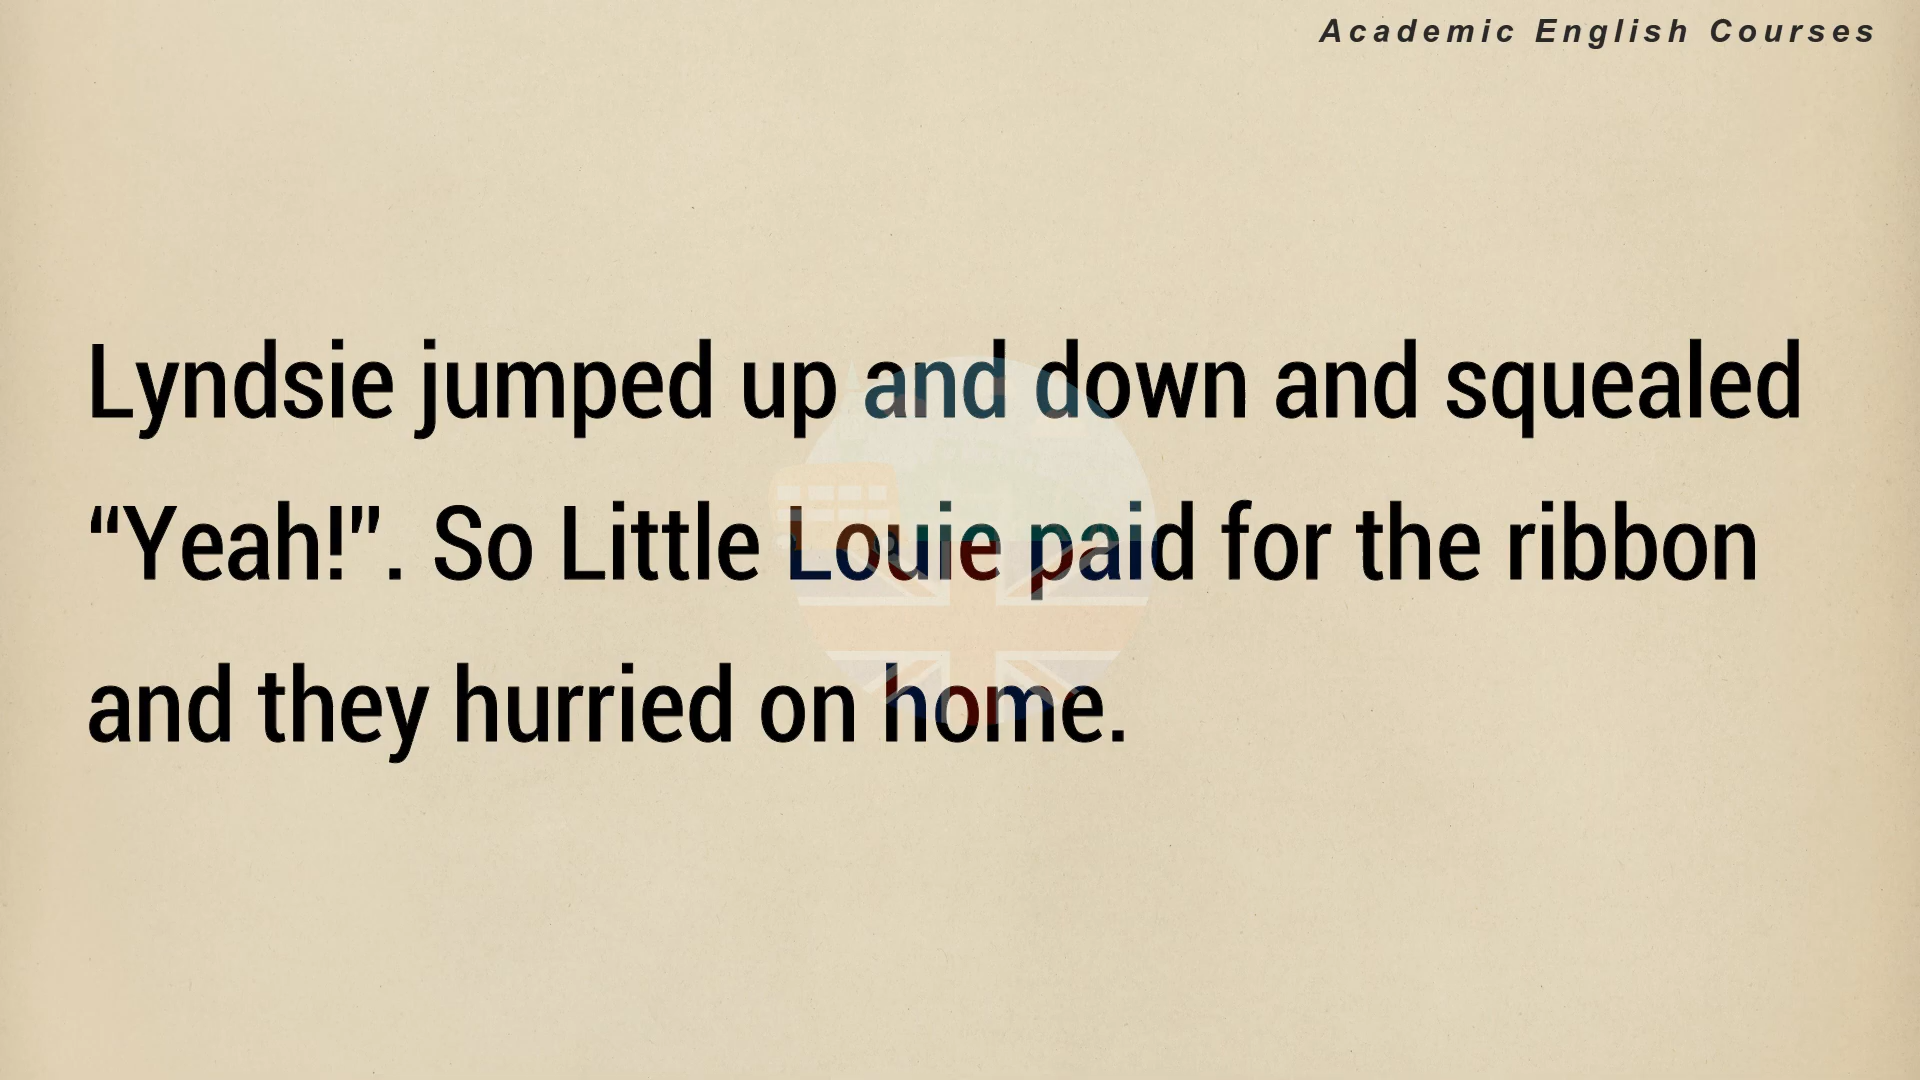 Academic English Courses
Lyndsie jumped up and down and squealed
“Yeah!”. So Little Louie paid for the ribbon
and they hurried on home.